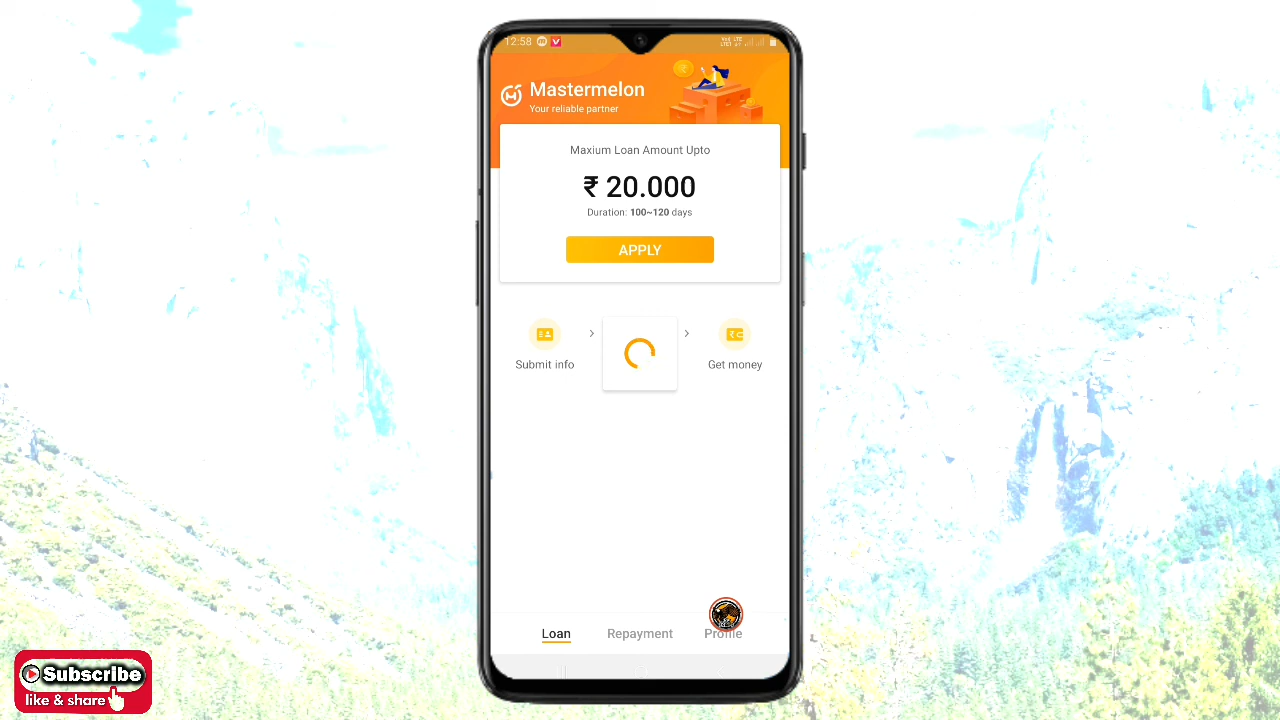 12:58
Mastermelon
Your reliable partner
Maxium Loan Amount Upto
₹ 20.000
Duration: 100~120 days
APPLY
Submit info
Get money
Loan
Repayment
Profile
Subscribe
like & share